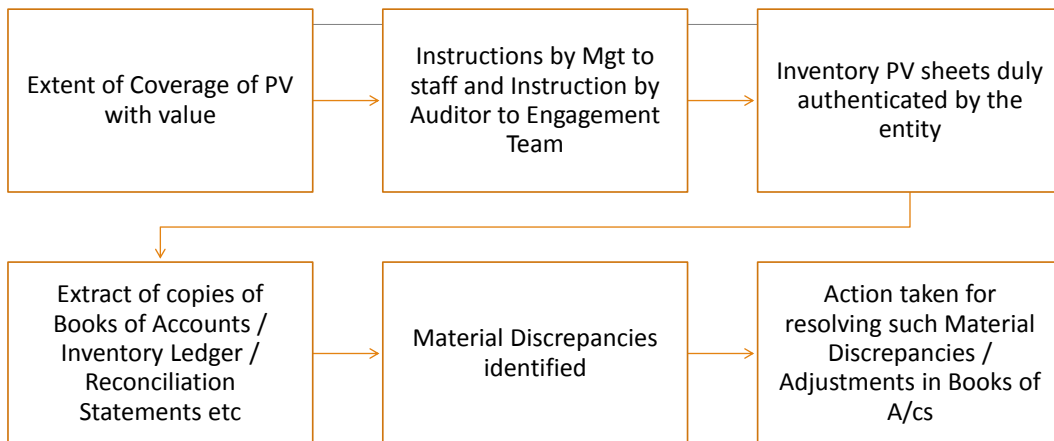 Extent of Coverage of PV
with value
Instructions by Mgt to
staff and Instruction by
Auditor to Engagement
Team
Inventory PV sheets duly
authenticated by the
entity
Extract of copies of
Books of Accounts /
Inventory Ledger /
Reconciliation
Statements etc
Material Discrepancies
identified
Action taken for
resolving such Material
Discrepancies /
Adjustments in Books of
A/cs